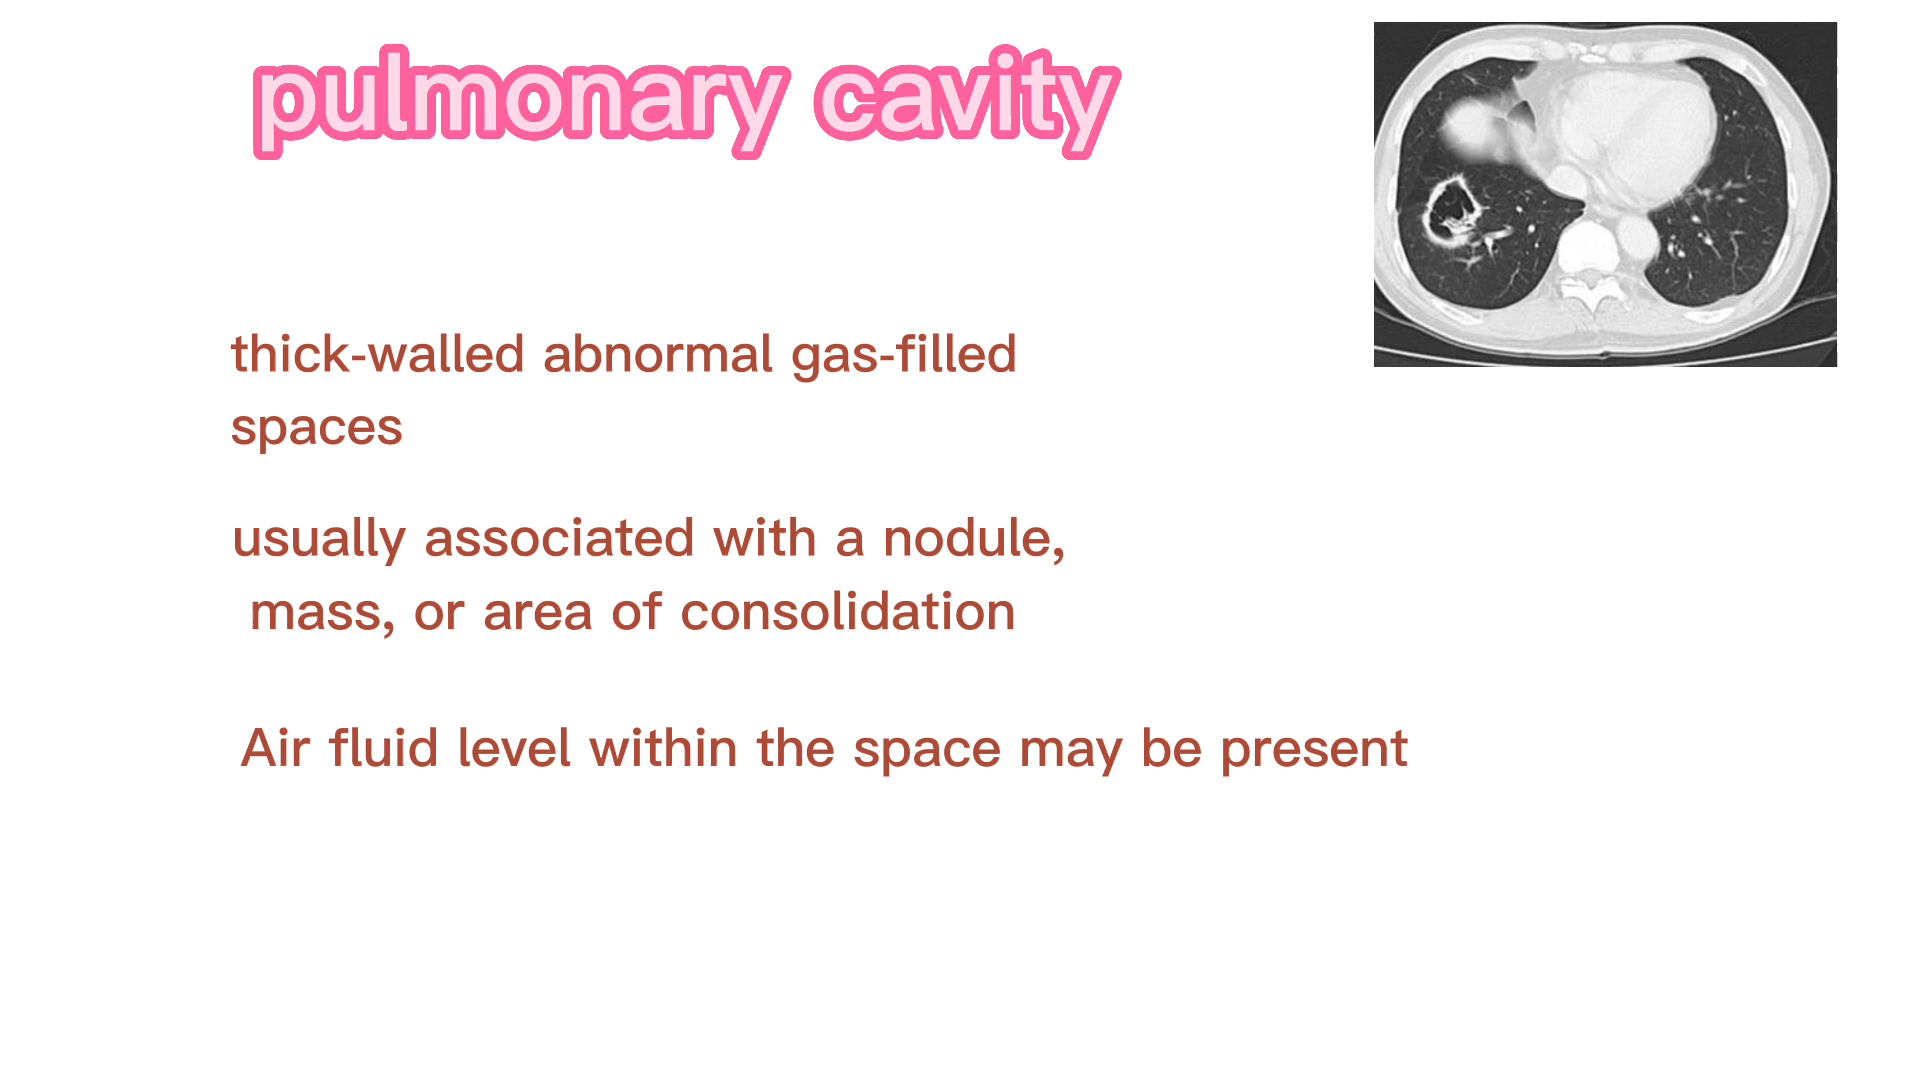 pulmonary cavity
thick-walled abnormal gas-filled
spaces
usually associated with a nodule,
mass, or area of consolidation
Air fluid level within the space may be present